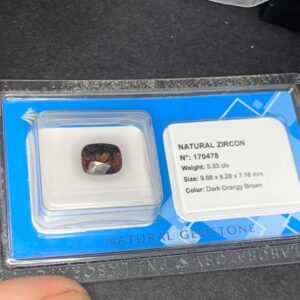 NATURAL ZIRCON
N°: 170478
Weight: 5.93 cts
Size: 9.88 x 8.26 x 7.18 mm
Color: Dark Orangy Brown
NATURAL GEMSTONE